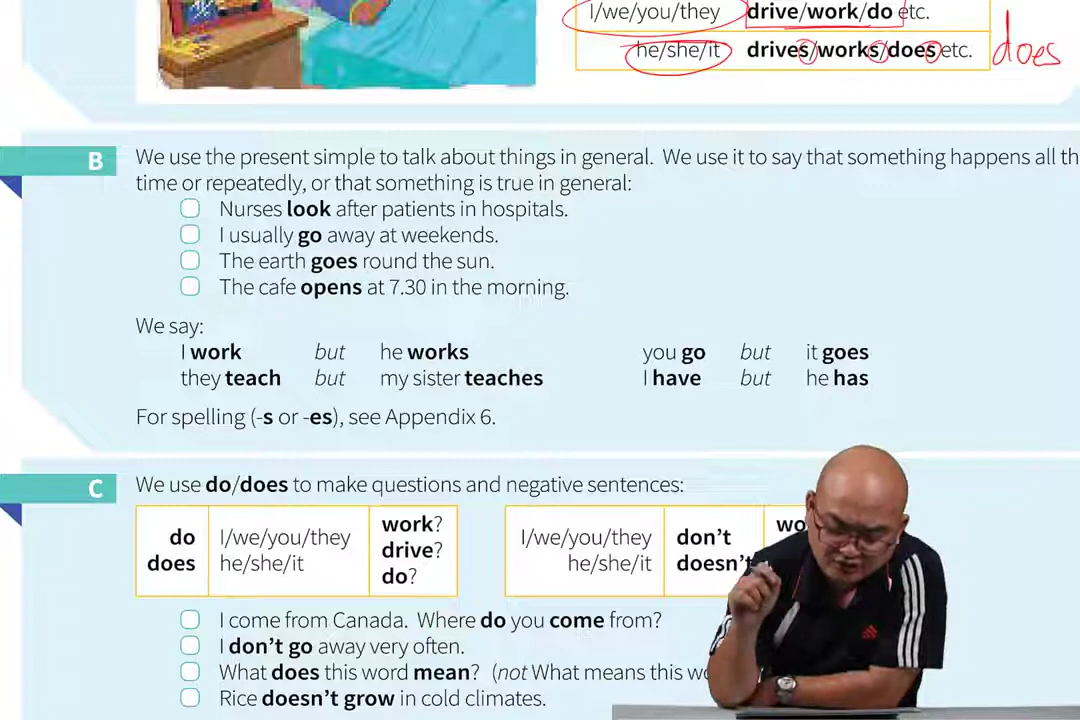 I/we/you/they drive/work/do etc.
he/she/it drives/works/does etc. does
B We use the present simple to talk about things in general. We use it to say that something happens all th
time or repeatedly, or that something is true in general:
Nurses look after patients in hospitals.
I usually go away at weekends.
The earth goes round the sun.
The cafe opens at 7.30 in the morning.
We say:
I work but he works you go but it goes
they teach but my sister teaches I have but he has
For spelling (-s or -es), see Appendix 6.
C We use do/does to make questions and negative sentences:
do I/we/you/they work? I/we/you/they don't wo
does he/she/it drive? he/she/it doesn't
do?
I come from Canada. Where do you come from?
I don't go away very often.
What does this word mean? (not What means this wo
Rice doesn't grow in cold climates.